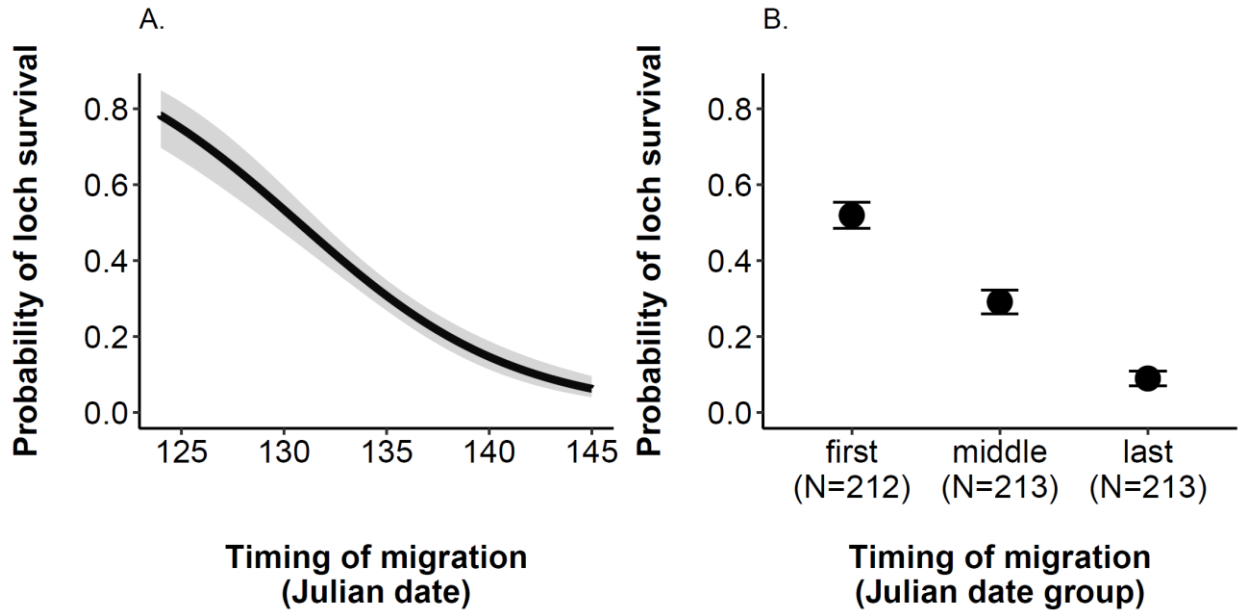 A.
Probability of loch survival
0.8
0.6
0.4
0.2
0.0
125 130 135 140 145
Timing of migration
(Julian date)
B.
Probability of loch survival
0.8
0.6
0.4
0.2
0.0
first middle last
(N=212) (N=213) (N=213)
Timing of migration
(Julian date group)